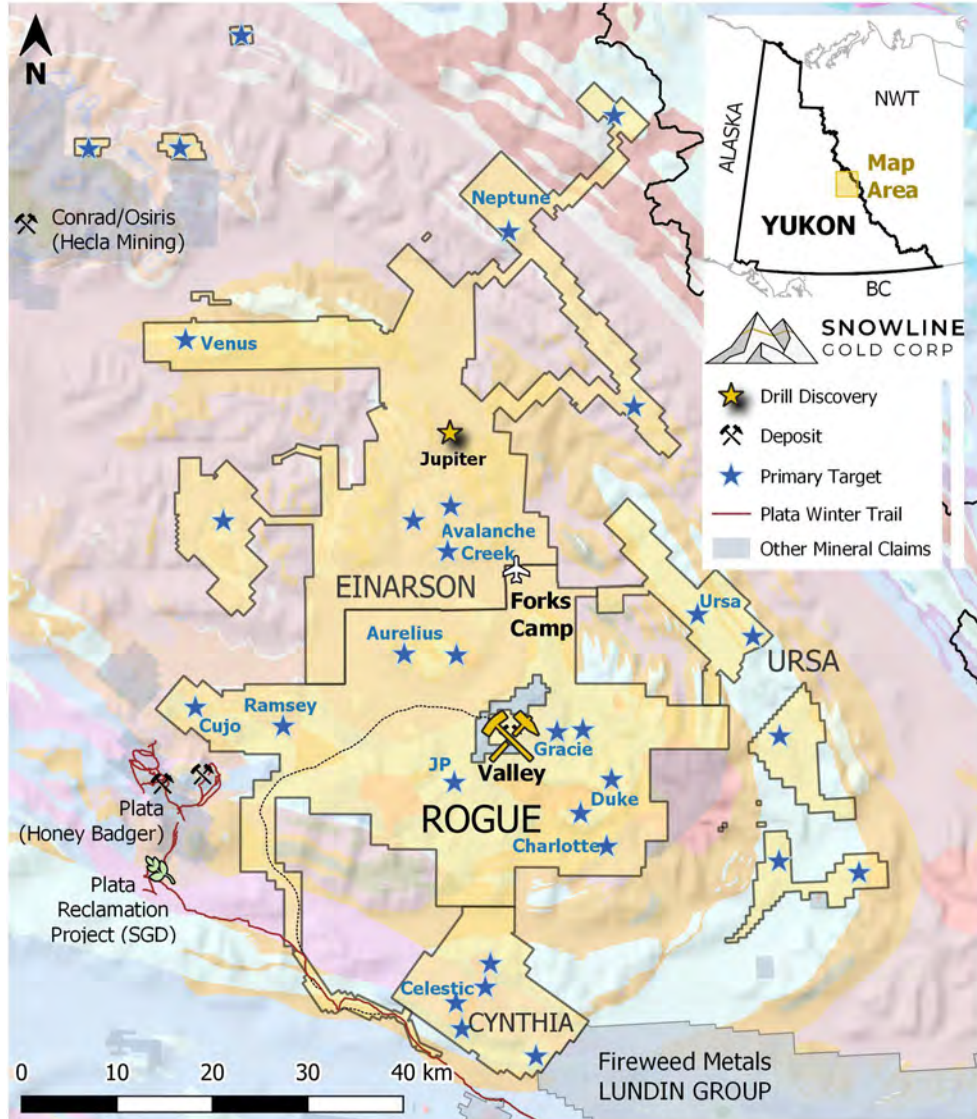 N
Conrad/Osiris
(Hecla Mining)
Neptune
Venus
Jupiter
Avalanche
Creek
EINARSON
Forks
Camp
Aurelius
Ursa
URSA
Cujo
Ramsey
Gracie
Valley
JP
Duke
ROGUE
Charlotte
Plata
(Honey Badger)
Plata
Reclamation
Project (SGD)
Celestic
CYNTHIA
Fireweed Metals
LUNDIN GROUP
0 10 20 30 40 km
ALASKA
NWT
Map
Area
YUKON
BC
SNOWLINE
GOLD CORP
Drill Discovery
Deposit
Primary Target
Plata Winter Trail
Other Mineral Claims